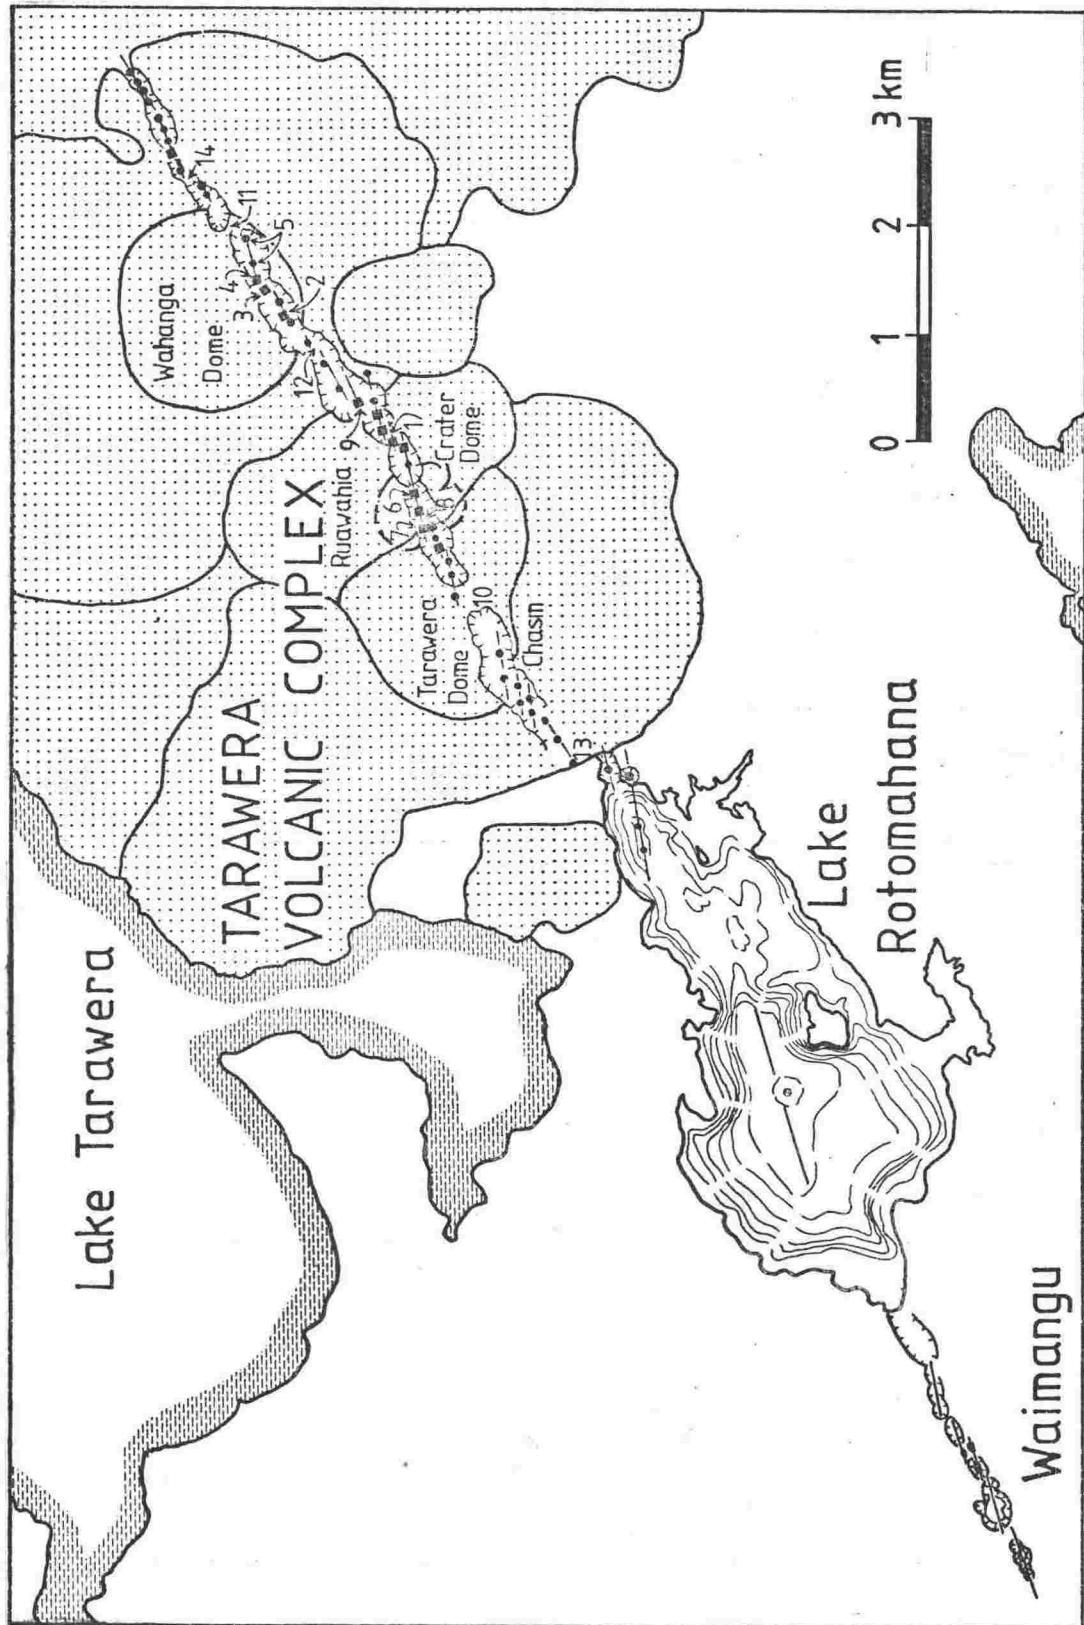 Lake Tarawera
TARAWERA
VOLCANIC COMPLEX
Wahanga
Dome
Ruawahia
Crater
Dome
Tarawera
Dome
Chasm
Lake
Rotomahana
Waimangu
14
11
5
4
3
2
12
9
1
6
7
8
10
13
0 1 2 3 km